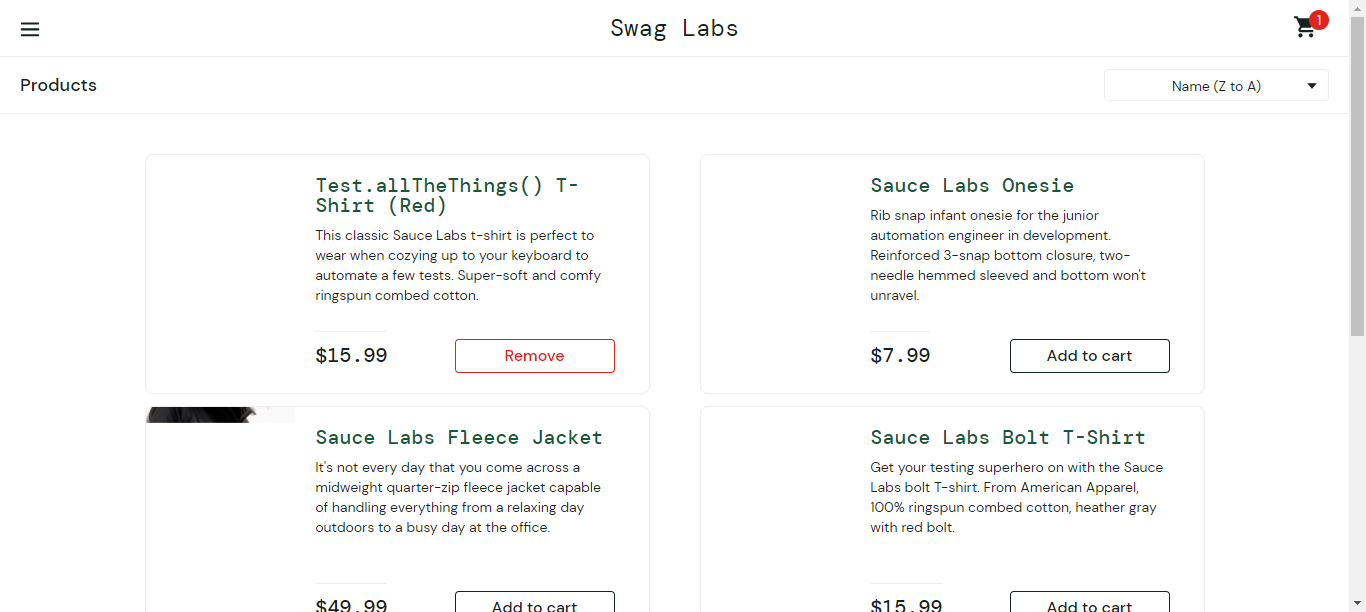 Swag Labs
1
Products
Name (Z to A)
Test.allTheThings() T-
Shirt (Red)
This classic Sauce Labs t-shirt is perfect to
wear when cozying up to your keyboard to
automate a few tests. Super-soft and comfy
ringspun combed cotton.
$15.99
Remove
Sauce Labs Onesie
Rib snap infant onesie for the junior
automation engineer in development.
Reinforced 3-snap bottom closure, two-
needle hemmed sleeved and bottom won't
unravel.
$7.99
Add to cart
Sauce Labs Fleece Jacket
It's not every day that you come across a
midweight quarter-zip fleece jacket capable
of handling everything from a relaxing day
outdoors to a busy day at the office.
$49.99
Add to cart
Sauce Labs Bolt T-Shirt
Get your testing superhero on with the Sauce
Labs bolt T-shirt. From American Apparel,
100% ringspun combed cotton, heather gray
with red bolt.
$15.99
Add to cart